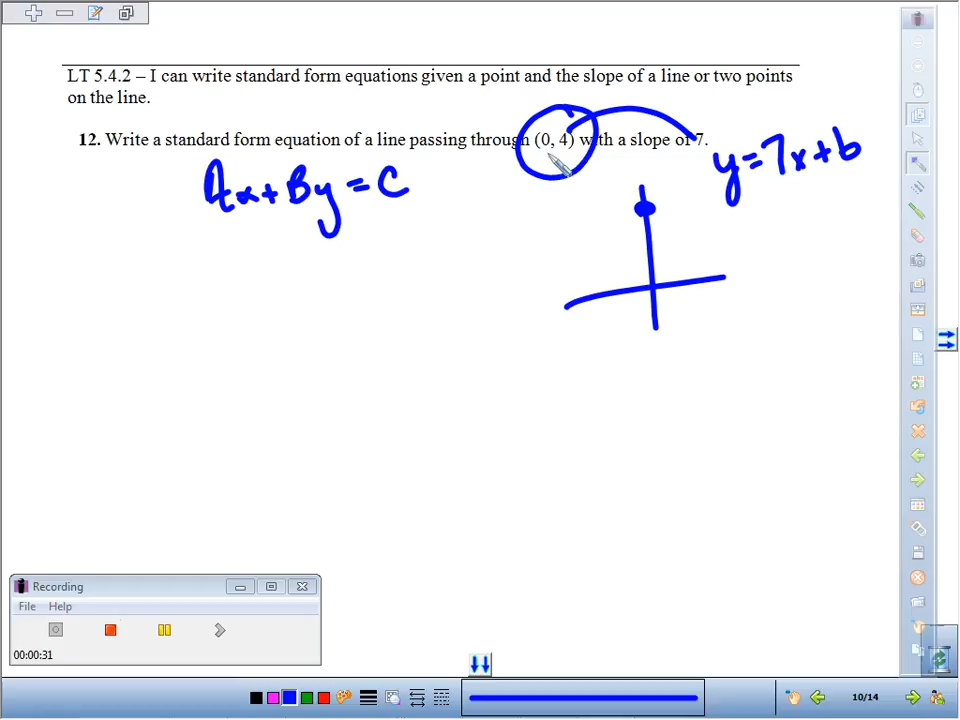 LT 5.4.2 – I can write standard form equations given a point and the slope of a line or two points
on the line.
12. Write a standard form equation of a line passing through (0, 4) with a slope of 7.
y=7x+b
Ax+By=C
Recording
File Help
00:00:31
10/14